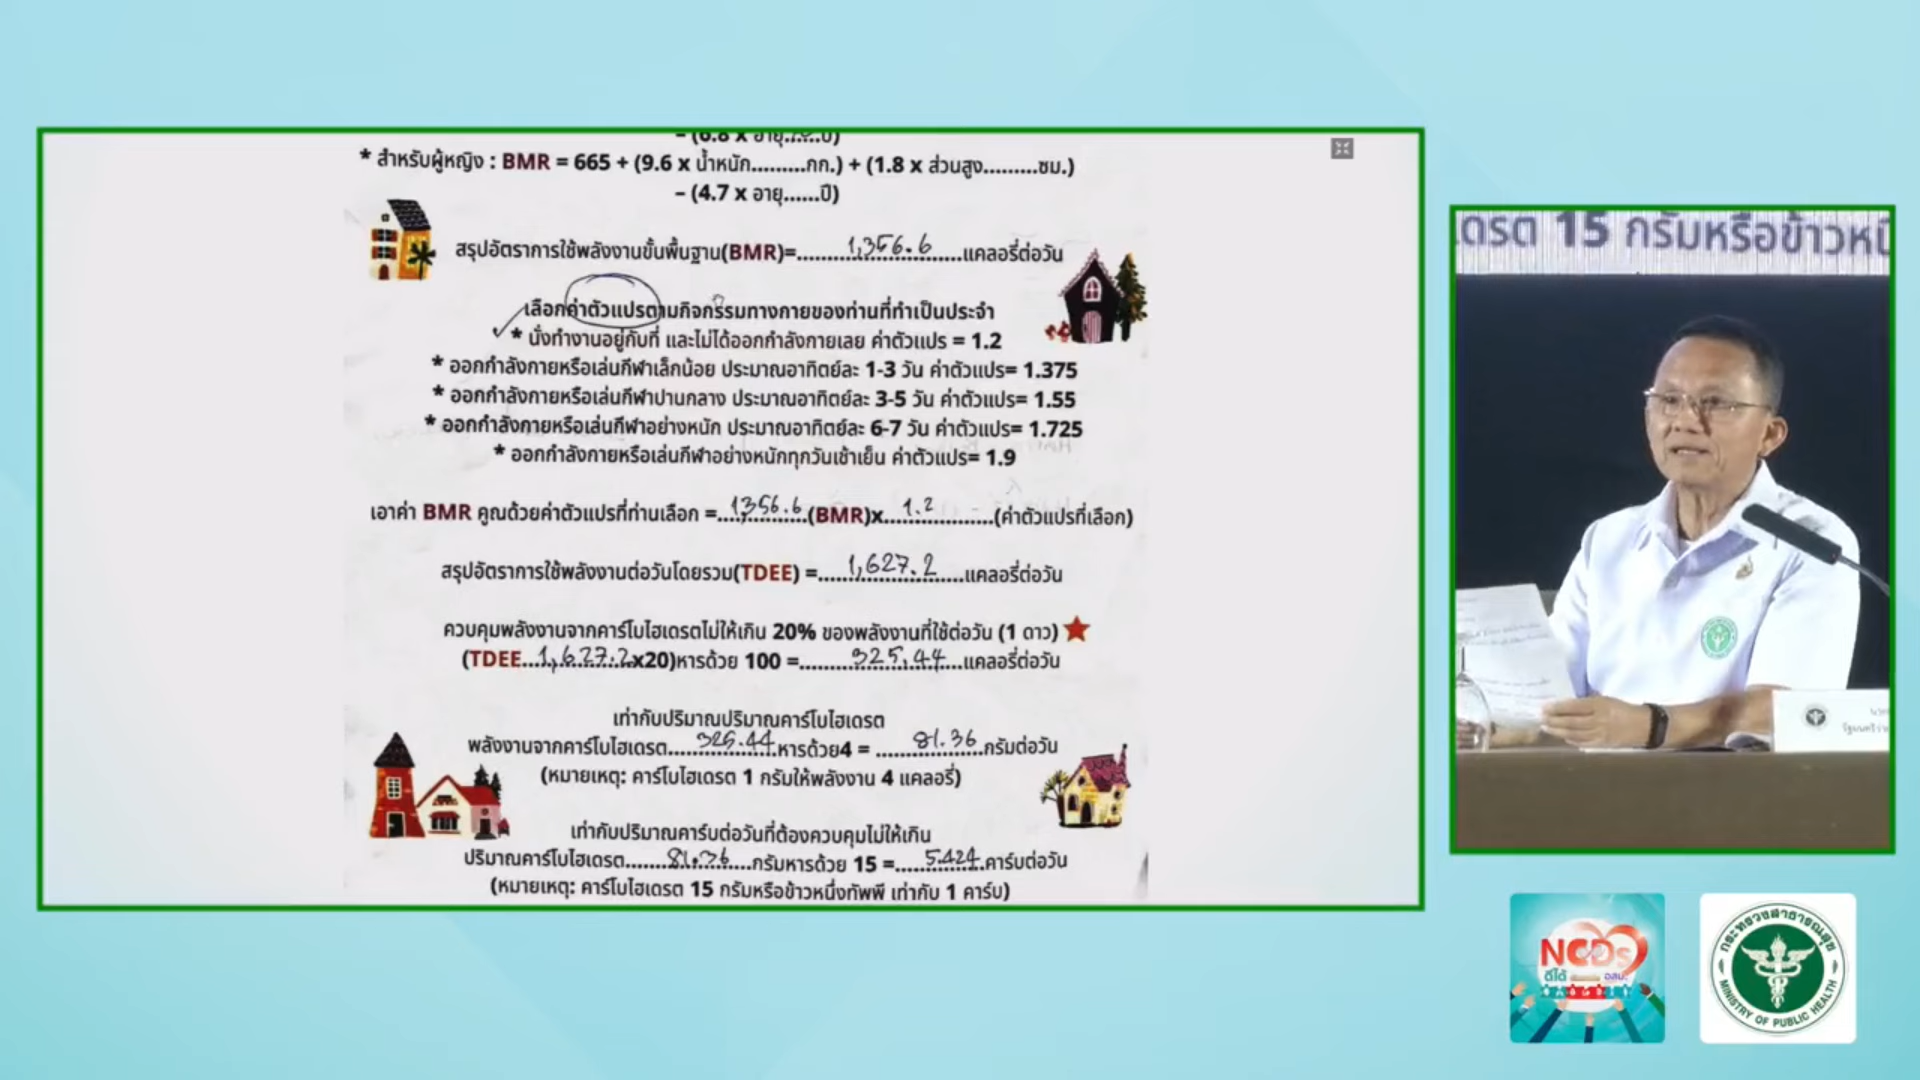 – (6.8 x อายุ......ปี)
* สำหรับผู้หญิง : BMR = 665 + (9.6 x น้ำหนัก.........กก.) + (1.8 x ส่วนสูง.........ซม.)
– (4.7 x อายุ......ปี)
สรุปอัตราการใช้พลังงานขั้นพื้นฐาน(BMR)=...........1,356.6...........แคลอรี่ต่อวัน
เลือกค่าตัวแปรตามกิจกรรมทางกายของท่านที่ทำเป็นประจำ
* นั่งทำงานอยู่กับที่ และไม่ได้ออกกำลังกายเลย ค่าตัวแปร = 1.2
* ออกกำลังกายหรือเล่นกีฬาเล็กน้อย ประมาณอาทิตย์ละ 1-3 วัน ค่าตัวแปร= 1.375
* ออกกำลังกายหรือเล่นกีฬาปานกลาง ประมาณอาทิตย์ละ 3-5 วัน ค่าตัวแปร= 1.55
* ออกกำลังกายหรือเล่นกีฬาอย่างหนัก ประมาณอาทิตย์ละ 6-7 วัน ค่าตัวแปร= 1.725
* ออกกำลังกายหรือเล่นกีฬาอย่างหนักทุกวันเช้าเย็น ค่าตัวแปร= 1.9
เอาค่า BMR คูณด้วยค่าตัวแปรที่ท่านเลือก =...1,356.6...(BMR)x...1.2...(ค่าตัวแปรที่เลือก)
สรุปอัตราการใช้พลังงานต่อวันโดยรวม(TDEE) =.....1,627.2.....แคลอรี่ต่อวัน
ควบคุมพลังงานจากคาร์โบไฮเดรตไม่ให้เกิน 20% ของพลังงานที่ใช้ต่อวัน (1 ดาว)
(TDEE...1,627.2...x20)หารด้วย 100 =.......325.44...แคลอรี่ต่อวัน
เท่ากับปริมาณปริมาณคาร์โบไฮเดรต
พลังงานจากคาร์โบไฮเดรต....325.44.หารด้วย4 = .....81.36.กรัมต่อวัน
(หมายเหตุ: คาร์โบไฮเดรต 1 กรัมให้พลังงาน 4 แคลอรี่)
เท่ากับปริมาณคาร์บต่อวันที่ต้องควบคุมไม่ให้เกิน
ปริมาณคาร์โบไฮเดรต......81.36....กรัมหารด้วย 15 =....5.424.คาร์บต่อวัน
(หมายเหตุ: คาร์โบไฮเดรต 15 กรัมหรือข้าวหนึ่งทัพพี เท่ากับ 1 คาร์บ)
เดรต 15 กรัมหรือข้าวหนึ
NCDs
ดีได้
อสม.
กระทรวงสาธารณสุข
MINISTRY OF PUBLIC HEALTH